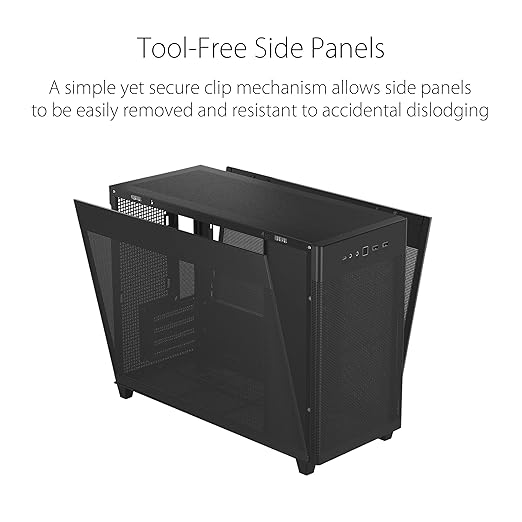 Tool-Free Side Panels
A simple yet secure clip mechanism allows side panels
to be easily removed and resistant to accidental dislodging